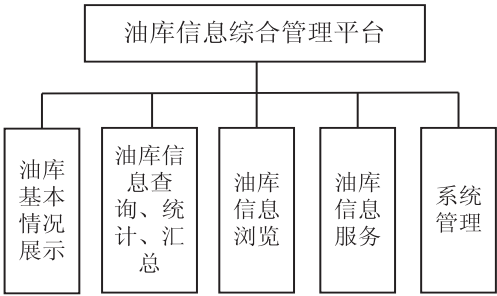 油库信息综合管理平台
油库
基本
情况
展示
油库信
息查
询、统
计、汇
总
油库
信息
浏览
油库
信息
服务
系统
管理